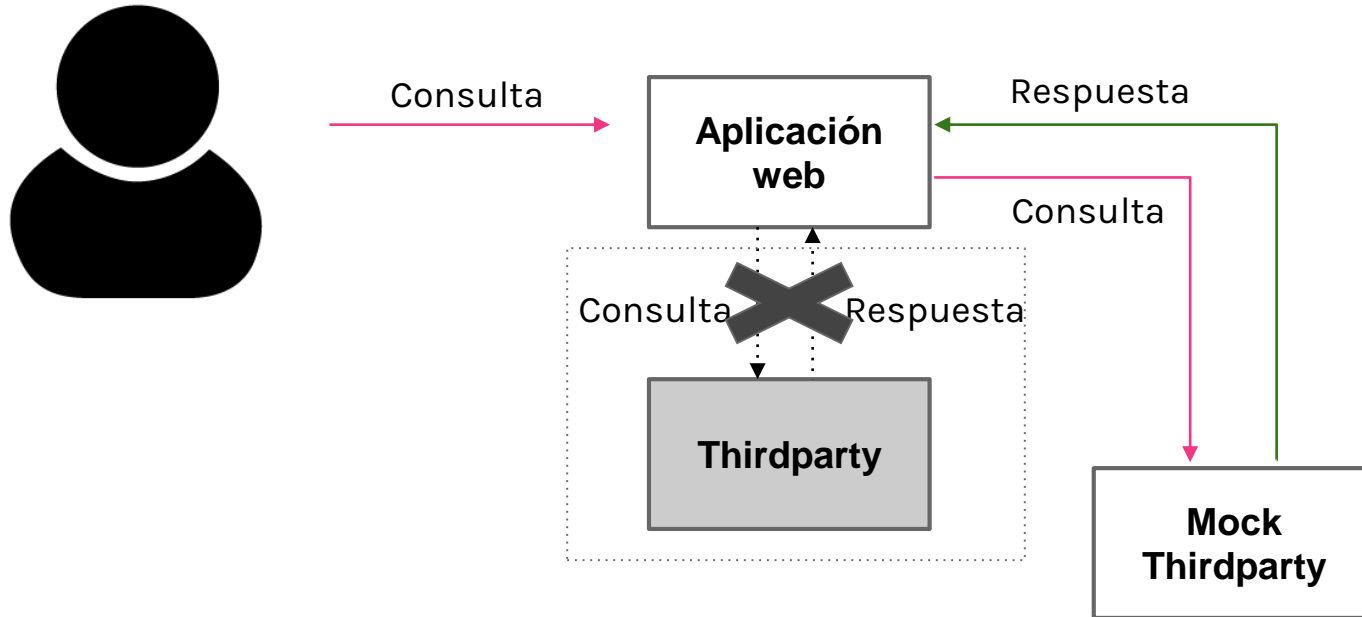 Consulta
Respuesta
Aplicación
web
Consulta
Consulta
Respuesta
Thirdparty
Mock
Thirdparty